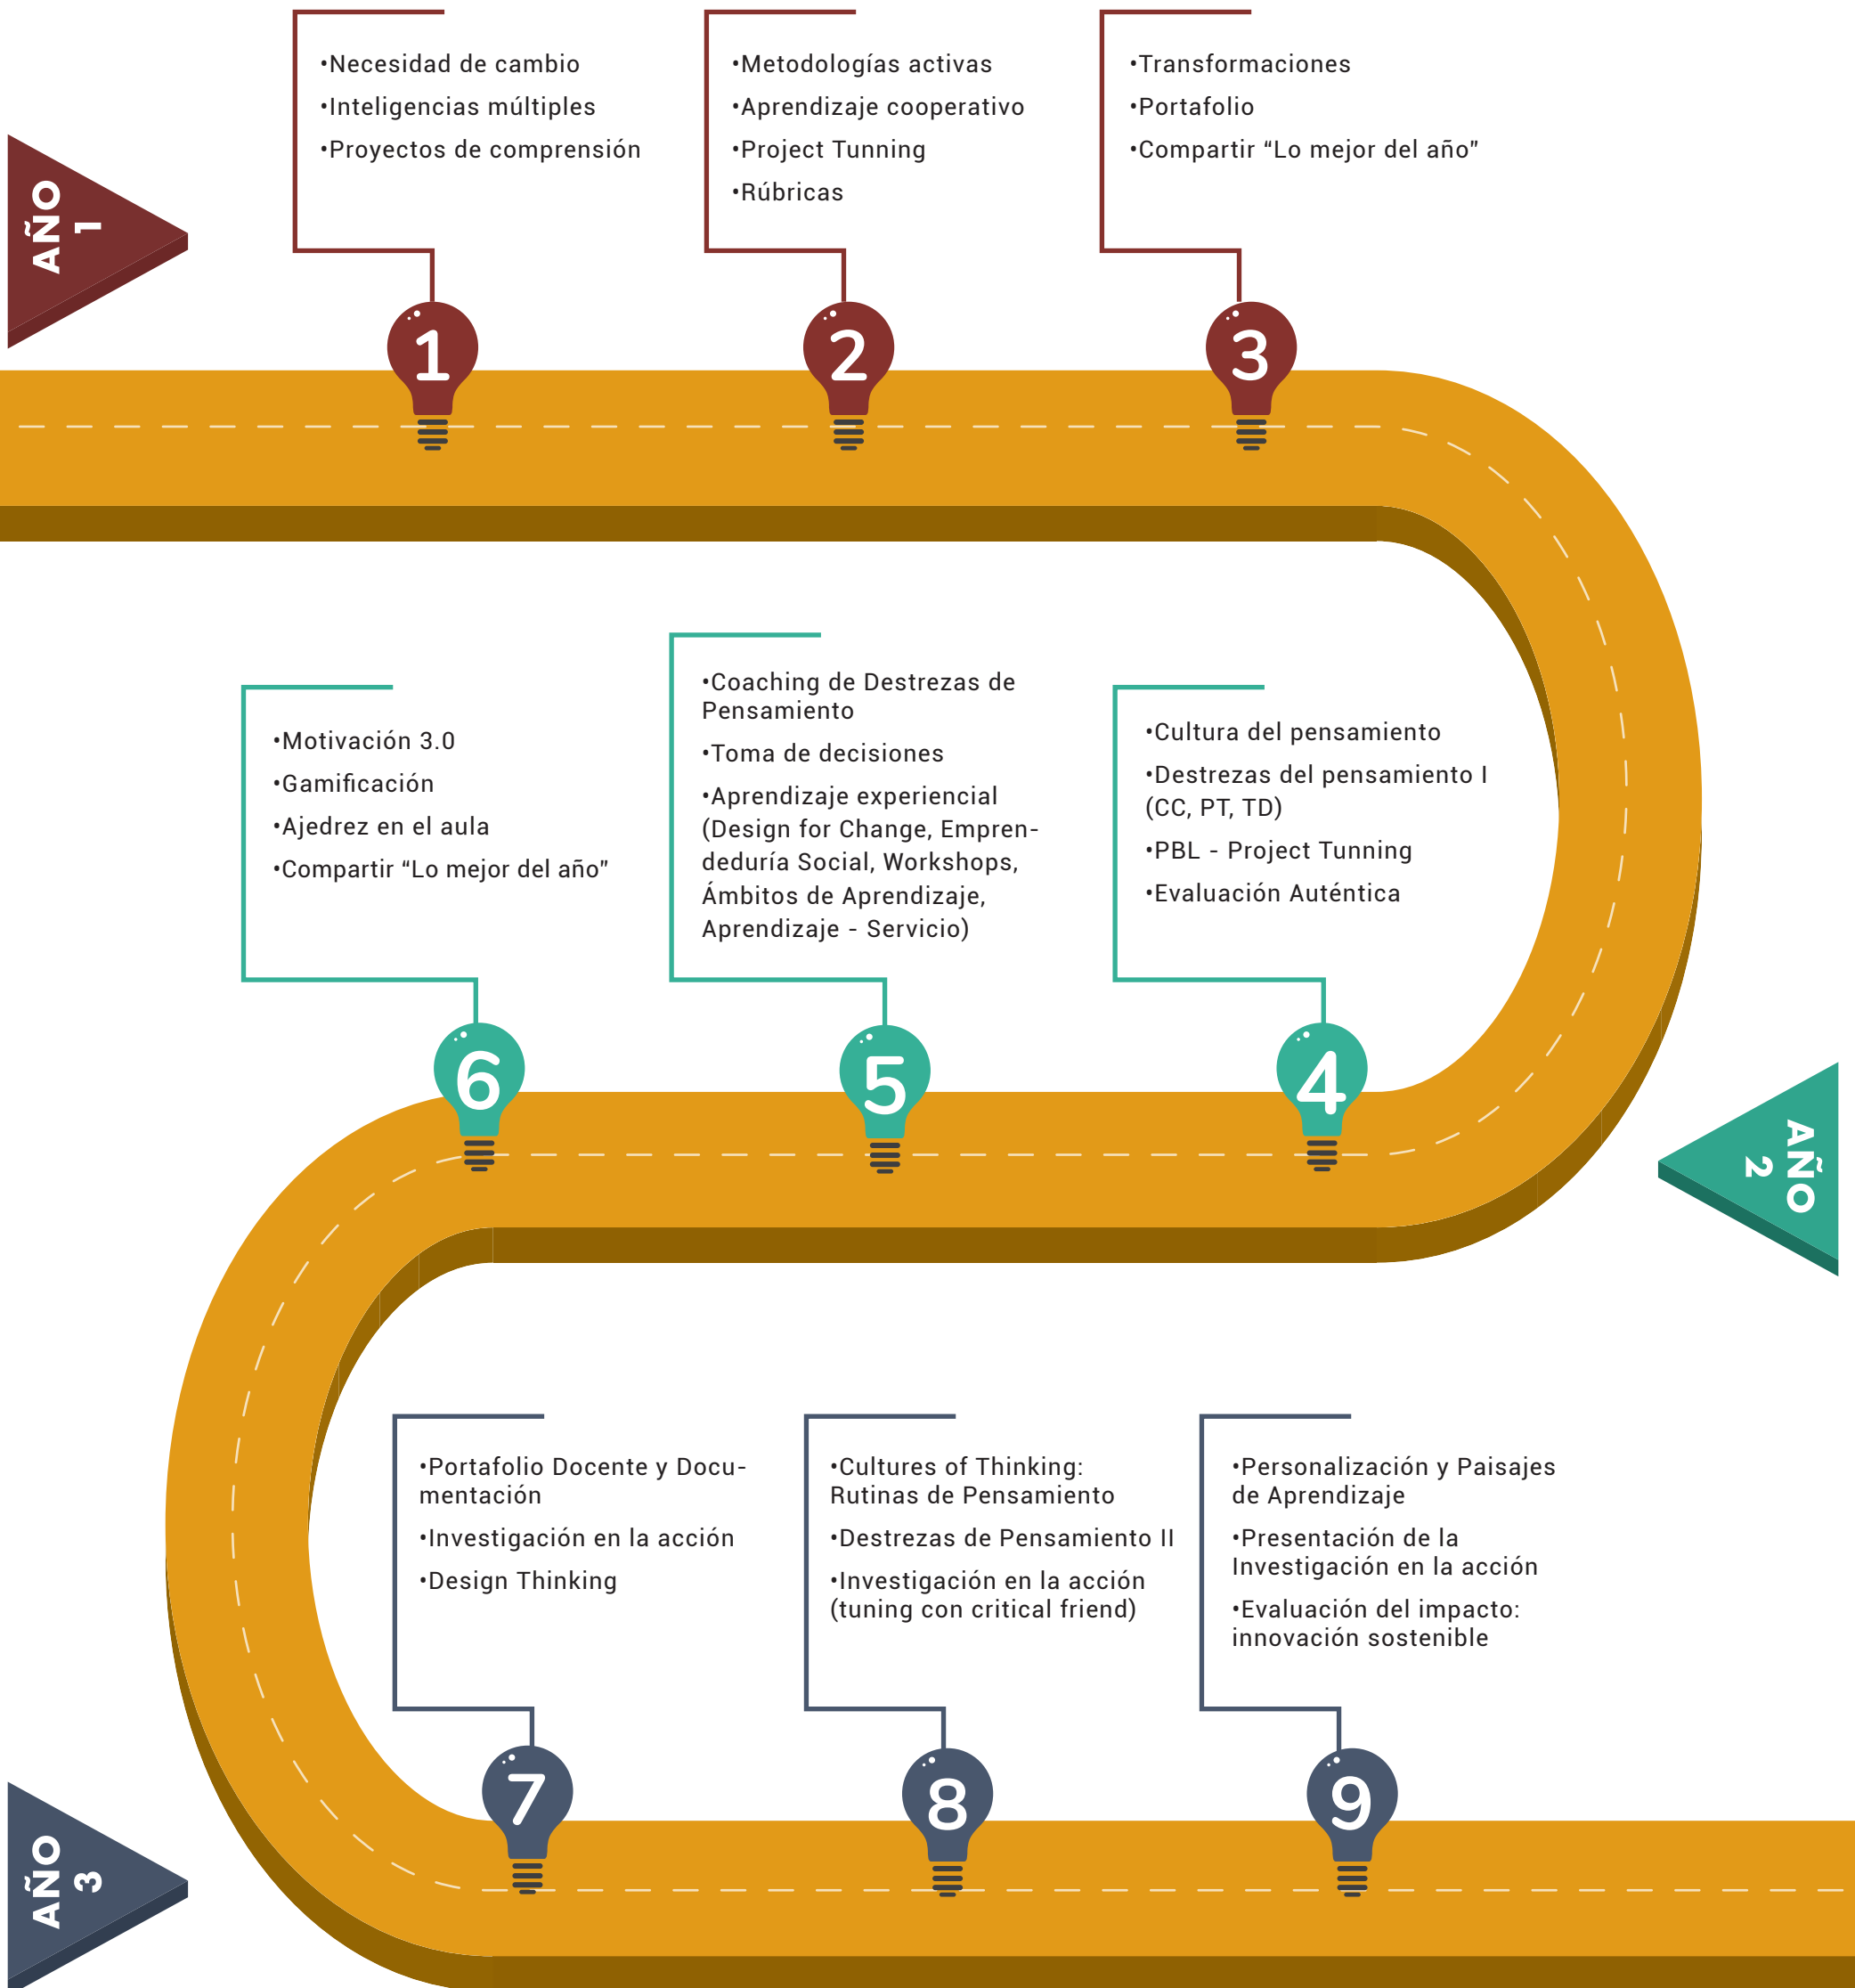 AÑO
1
•Necesidad de cambio
•Inteligencias múltiples
•Proyectos de comprensión
1
•Metodologías activas
•Aprendizaje cooperativo
•Project Tunning
•Rúbricas
2
•Transformaciones
•Portafolio
•Compartir “Lo mejor del año”
3
AÑO
2
•Cultura del pensamiento
•Destrezas del pensamiento I
(CC, PT, TD)
•PBL - Project Tunning
•Evaluación Auténtica
4
•Coaching de Destrezas de
Pensamiento
•Toma de decisiones
•Aprendizaje experiencial
(Design for Change, Empren-
deduría Social, Workshops,
Ámbitos de Aprendizaje,
Aprendizaje - Servicio)
5
•Motivación 3.0
•Gamificación
•Ajedrez en el aula
•Compartir “Lo mejor del año”
6
AÑO
3
•Portafolio Docente y Docu-
mentación
•Investigación en la acción
•Design Thinking
7
•Cultures of Thinking:
Rutinas de Pensamiento
•Destrezas de Pensamiento II
•Investigación en la acción
(tuning con critical friend)
8
•Personalización y Paisajes
de Aprendizaje
•Presentación de la
Investigación en la acción
•Evaluación del impacto:
innovación sostenible
9